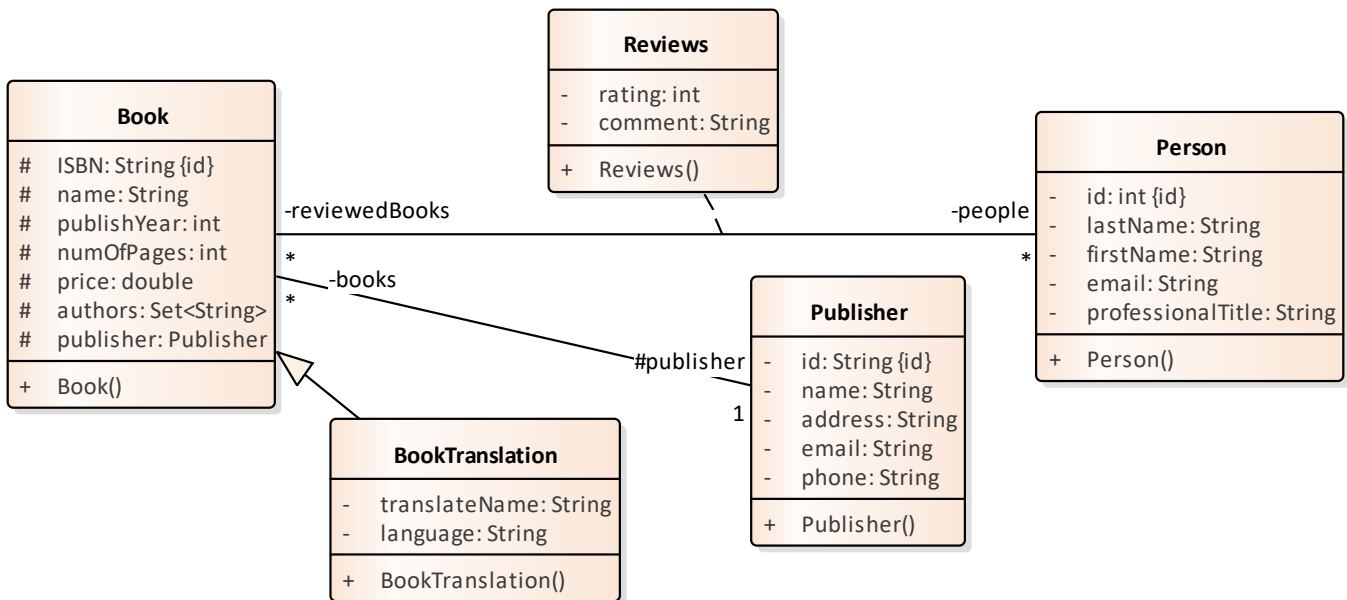 Reviews
- rating: int
- comment: String
+ Reviews()
Book
# ISBN: String {id}
# name: String
# publishYear: int
# numOfPages: int
# price: double
# authors: Set<String>
# publisher: Publisher
+ Book()
-reviewedBooks
*
-people
*
Person
- id: int {id}
- lastName: String
- firstName: String
- email: String
- professionalTitle: String
+ Person()
-books
*
#publisher
1
Publisher
- id: String {id}
- name: String
- address: String
- email: String
- phone: String
+ Publisher()
BookTranslation
- translateName: String
- language: String
+ BookTranslation()